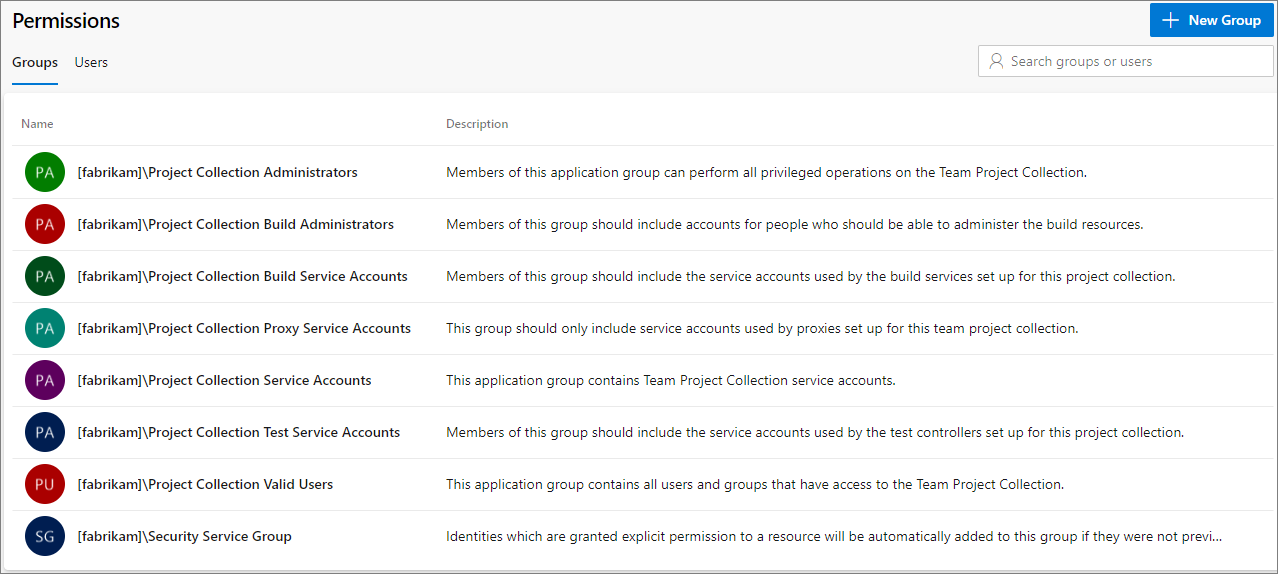 Permissions
New Group
Groups Users
Search groups or users
Name Description
PA [fabrikam]\Project Collection Administrators Members of this application group can perform all privileged operations on the Team Project Collection.
PA [fabrikam]\Project Collection Build Administrators Members of this group should include accounts for people who should be able to administer the build resources.
PA [fabrikam]\Project Collection Build Service Accounts Members of this group should include the service accounts used by the build services set up for this project collection.
PA [fabrikam]\Project Collection Proxy Service Accounts This group should only include service accounts used by proxies set up for this team project collection.
PA [fabrikam]\Project Collection Service Accounts This application group contains Team Project Collection service accounts.
PA [fabrikam]\Project Collection Test Service Accounts Members of this group should include the service accounts used by the test controllers set up for this project collection.
PU [fabrikam]\Project Collection Valid Users This application group contains all users and groups that have access to the Team Project Collection.
SG [fabrikam]\Security Service Group Identities which are granted explicit permission to a resource will be automatically added to this group if they were not previ...